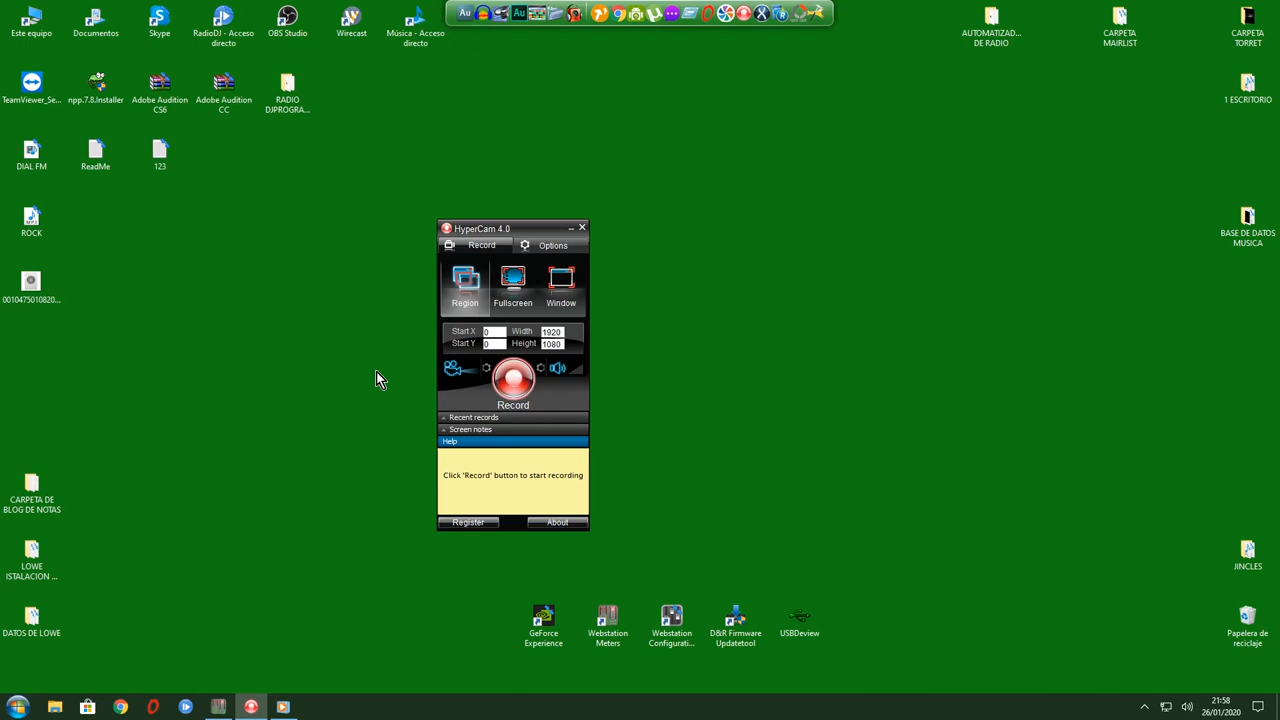 Este equipo
Documentos
Skype
RadioDJ - Acceso
directo
OBS Studio
Wirecast
Música - Acceso
directo
Au
Au
AUTOMATIZAD...
DE RADIO
CARPETA
MAIRLIST
CARPETA
TORRET
TeamViewer_Se...
npp.7.8.Installer
Adobe Audition
CS6
Adobe Audition
CC
RADIO
DJPROGRA...
1 ESCRITORIO
DIAL FM
ReadMe
123
ROCK
BASE DE DATOS
MUSICA
0010475010820...
HyperCam 4.0
Record
Options
Region
Fullscreen
Window
Start X 0 Width 1920
Start Y 0 Height 1080
Record
Recent records
Screen notes
Help
Click 'Record' button to start recording
Register
About
CARPETA DE
BLOG DE NOTAS
LOWE
ISTALACION ...
JINCLES
DATOS DE LOWE
GeForce
Experience
Webstation
Meters
Webstation
Configurati...
D&R Firmware
Updatetool
USBDeview
Papelera de
reciclaje
21:58
26/01/2020